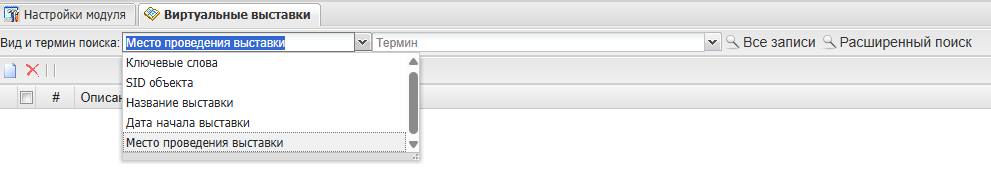 Настройки модуля Виртуальные выставки
Вид и термин поиска: Место проведения выставки Термин Все записи Расширенный поиск
Ключевые слова
SID объекта
# Название выставки
Дата начала выставки
Место проведения выставки